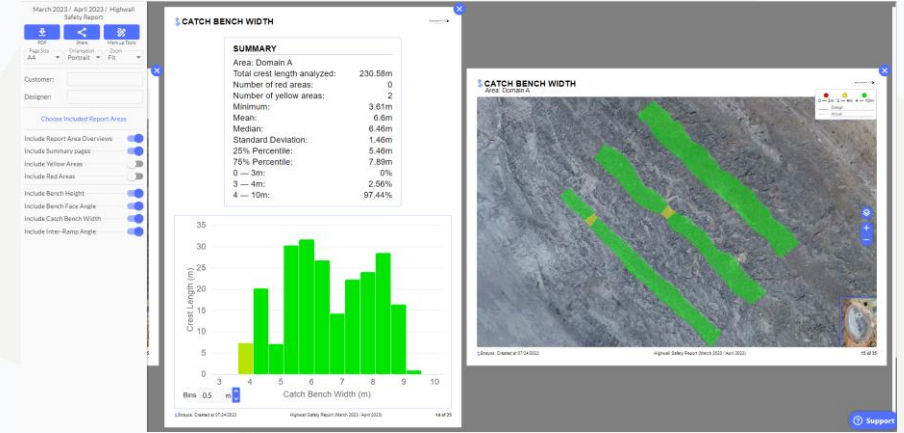 March 2023 / April 2023 / Highwall
Safety Report
PDF
Share
Markup Tools
Page Size
Orientation
Zoom
A4
Portrait
Fit
Customer:
Designer:
Choose Included Report Areas
Include Report Area Overviews
Include Summary pages
Include Yellow Areas
Include Red Areas
Include Bench Height
Include Bench Face Angle
Include Catch Bench Width
Include Inter-Ramp Angle
CATCH BENCH WIDTH
SUMMARY
Area: Domain A
Total crest length analyzed: 230.58m
Number of red areas: 0
Number of yellow areas: 2
Minimum: 3.61m
Mean: 6.6m
Median: 6.46m
Standard Deviation: 1.46m
25% Percentile: 5.46m
75% Percentile: 7.89m
0 — 3m: 0%
3 — 4m: 2.56%
4 — 10m: 97.44%
Crest Length (m)
35
30
25
20
15
10
5
0
3 4 5 6 7 8 9 10
Catch Bench Width (m)
Bins 0.5 m
Strayos. Created at 07/24/2023
Highwall Safety Report (March 2023 / April 2023)
14 of 35
CATCH BENCH WIDTH
Area: Domain A
0 — 3m 3 — 4m 4 — 10m
Design
Actual
Strayos. Created at 07/24/2023
Highwall Safety Report (March 2023 / April 2023)
15 of 35
Support